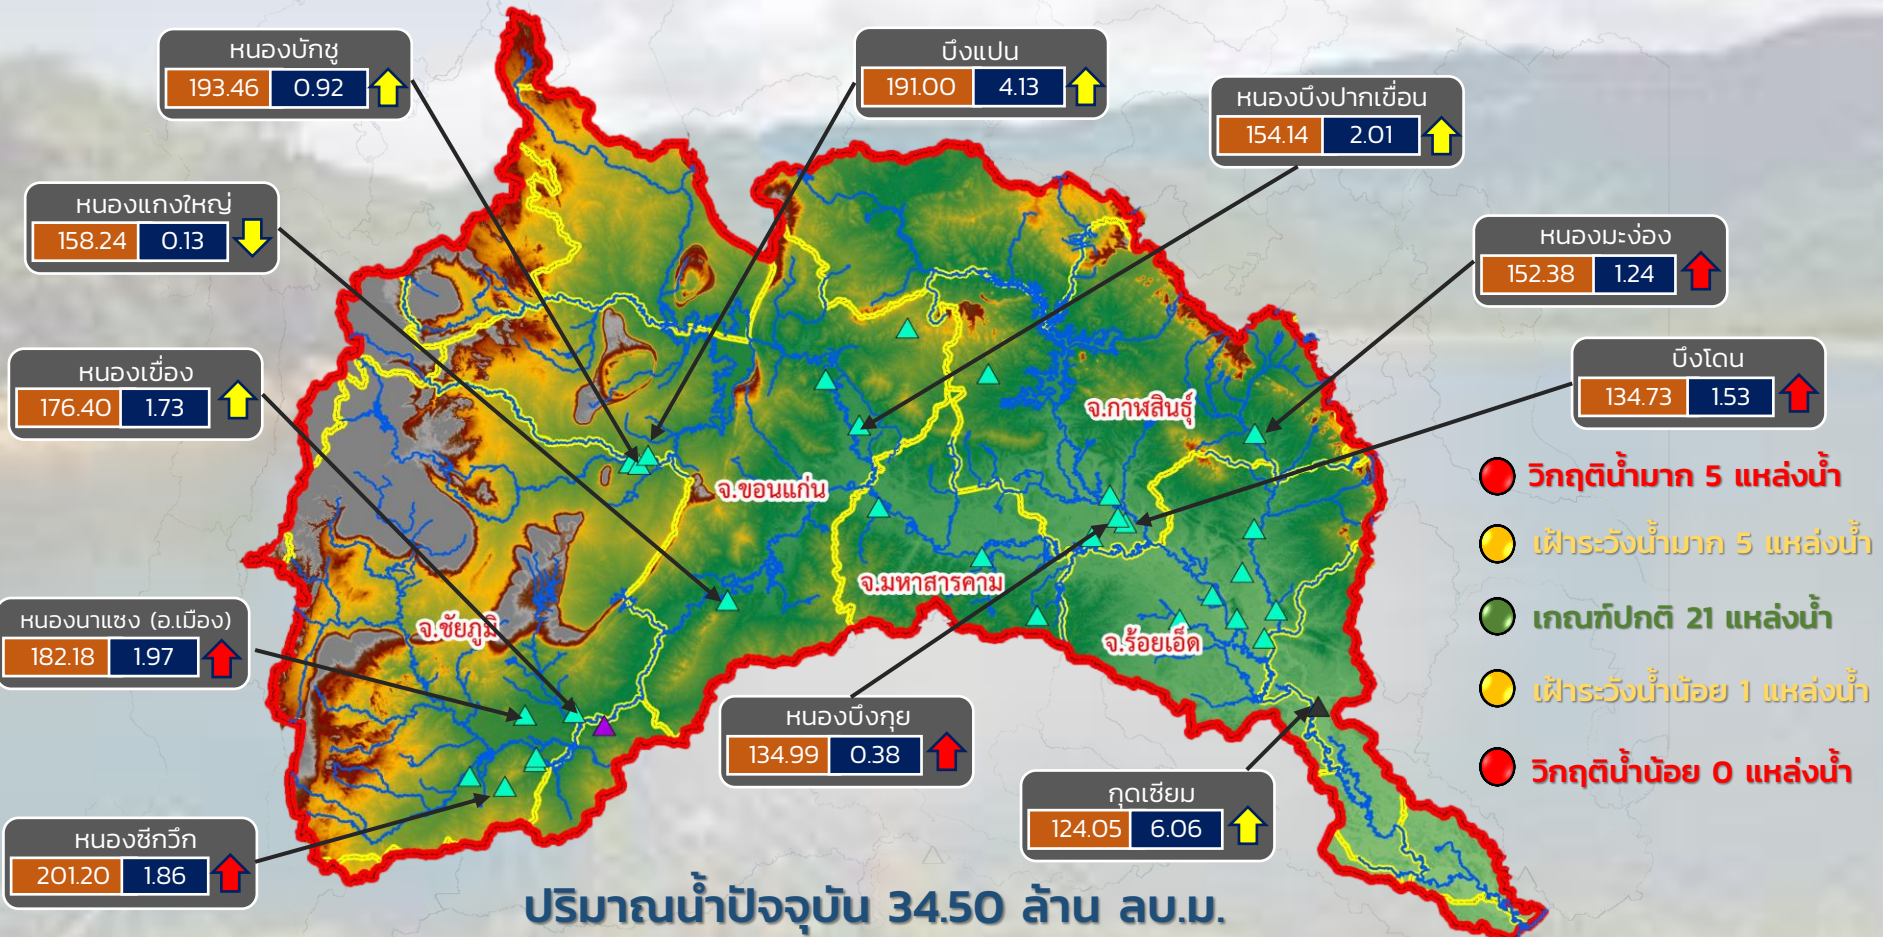 หนองบักชู
193.46 0.92
บึงแปน
191.00 4.13
หนองบึงปากเขื่อน
154.14 2.01
หนองแกงใหญ่
158.24 0.13
หนองมะง่อง
152.38 1.24
หนองเขื่อง
176.40 1.73
บึงโดน
134.73 1.53
จ.กาฬสินธุ์
จ.ขอนแก่น
จ.มหาสารคาม
จ.ชัยภูมิ
จ.ร้อยเอ็ด
วิกฤติน้ำมาก 5 แหล่งน้ำ
เฝ้าระวังน้ำมาก 5 แหล่งน้ำ
เกณฑ์ปกติ 21 แหล่งน้ำ
เฝ้าระวังน้ำน้อย 1 แหล่งน้ำ
วิกฤติน้ำน้อย 0 แหล่งน้ำ
หนองนาแซง (อ.เมือง)
182.18 1.97
หนองบึงกุย
134.99 0.38
กุดเซียม
124.05 6.06
หนองซีกวึก
201.20 1.86
ปริมาณน้ำปัจจุบัน 34.50 ล้าน ลบ.ม.